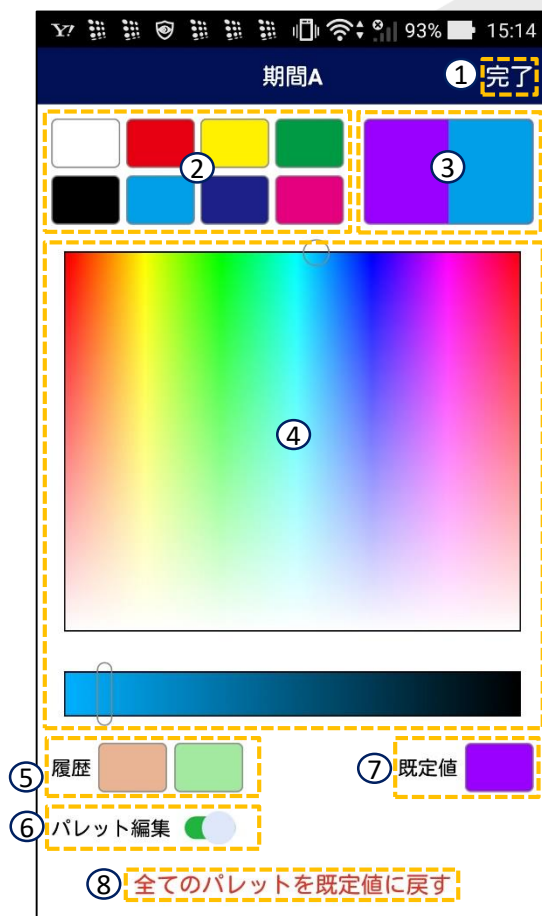 Y! 93% 15:14
期間A ① 完了
② ③
④
⑤ 履歴 ⑦ 既定値
⑥ パレット編集
⑧ 全てのパレットを既定値に戻す